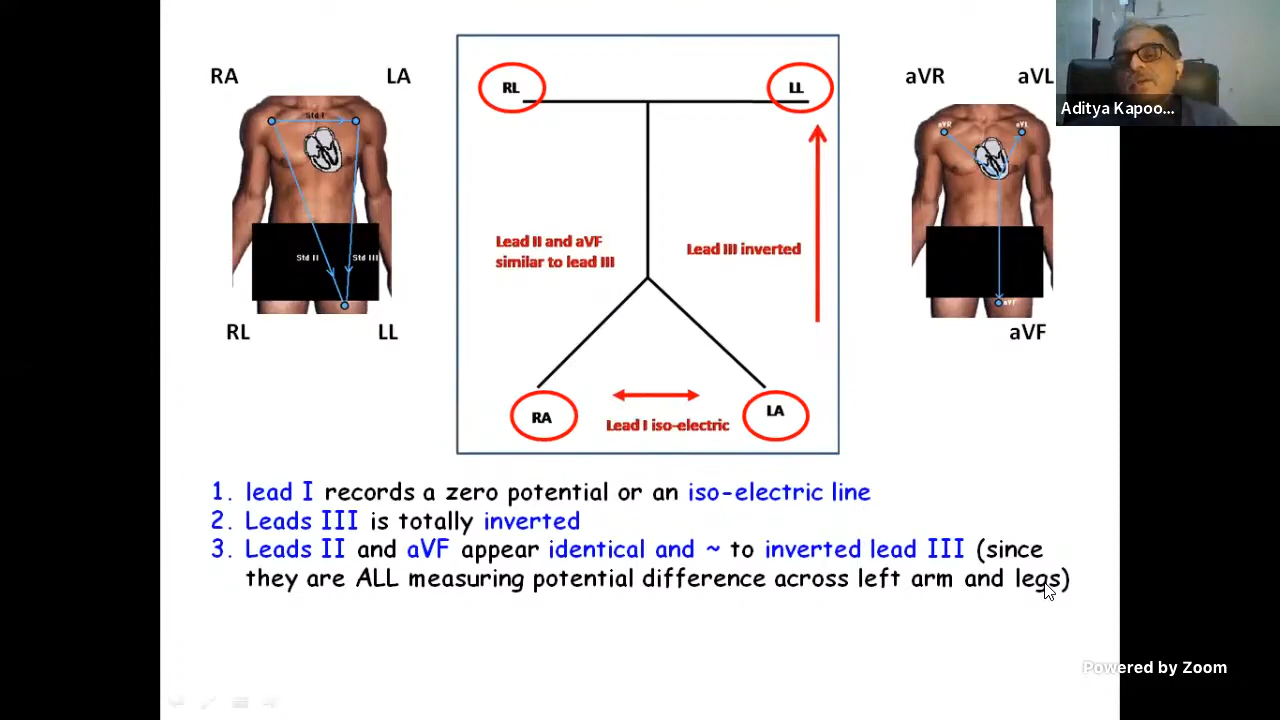 RA
LA
Std I
Std II
Std III
RL
LL
RL
LL
Lead II and aVF
similar to lead III
Lead III inverted
RA
LA
Lead I iso-electric
aVR
aVL
aVR
aVL
aVF
aVF
Aditya Kapoo...
1. lead I records a zero potential or an iso-electric line
2. Leads III is totally inverted
3. Leads II and aVF appear identical and ~ to inverted lead III (since
they are ALL measuring potential difference across left arm and legs)
Powered by Zoom